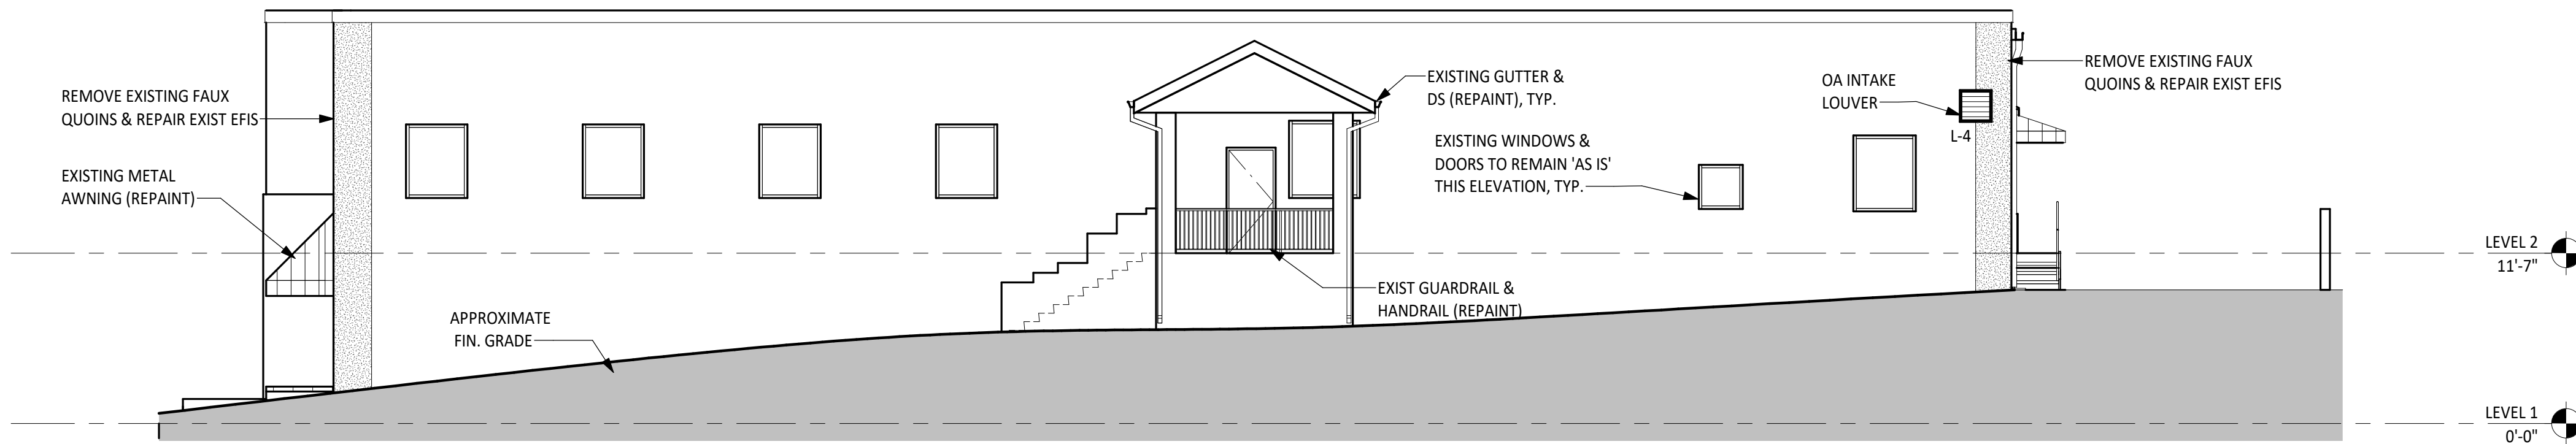 REMOVE EXISTING FAUX
QUOINS & REPAIR EXIST EFIS
EXISTING METAL
AWNING (REPAINT)
APPROXIMATE
FIN. GRADE
EXISTING GUTTER &
DS (REPAINT), TYP.
EXISTING WINDOWS &
DOORS TO REMAIN 'AS IS'
THIS ELEVATION, TYP.
EXIST GUARDRAIL &
HANDRAIL (REPAINT)
OA INTAKE
LOUVER
L-4
REMOVE EXISTING FAUX
QUOINS & REPAIR EXIST EFIS
LEVEL 2
11'-7"
LEVEL 1
0'-0"